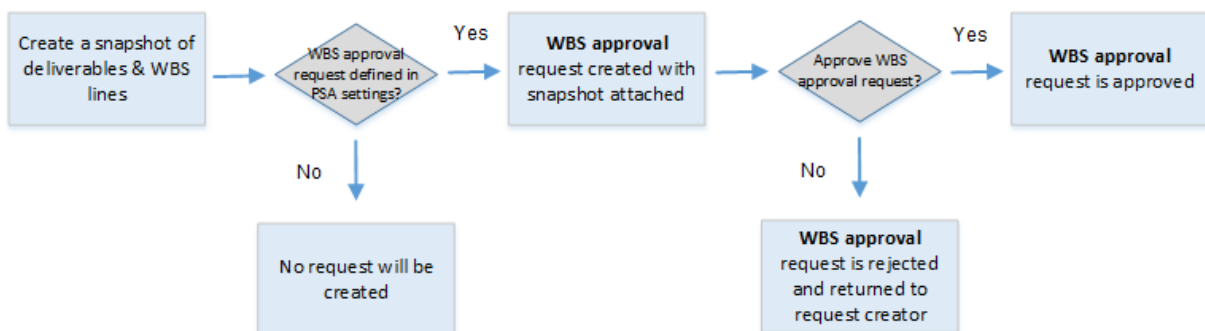 Create a snapshot of
deliverables & WBS
lines
WBS approval
request defined in
PSA settings?
Yes
WBS approval
request created with
snapshot attached
Approve WBS
approval request?
Yes
WBS approval
request is approved
No
No request will be
created
No
WBS approval
request is rejected
and returned to
request creator